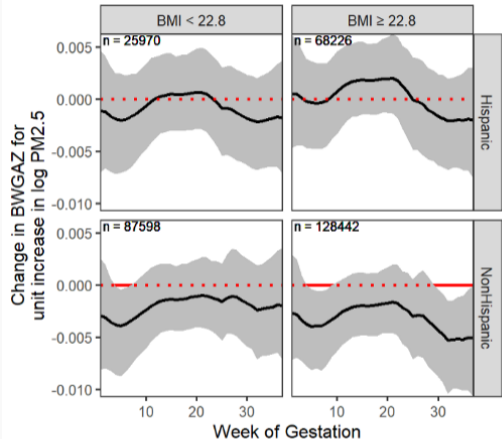 BMI < 22.8
BMI ≥ 22.8
n = 25970
n = 68226
0.005
0.000
-0.005
-0.010
Hispanic
n = 87598
n = 128442
0.005
0.000
-0.005
-0.010
NonHispanic
Change in BWGAZ for
unit increase in log PM2.5
10
20
30
10
20
30
Week of Gestation